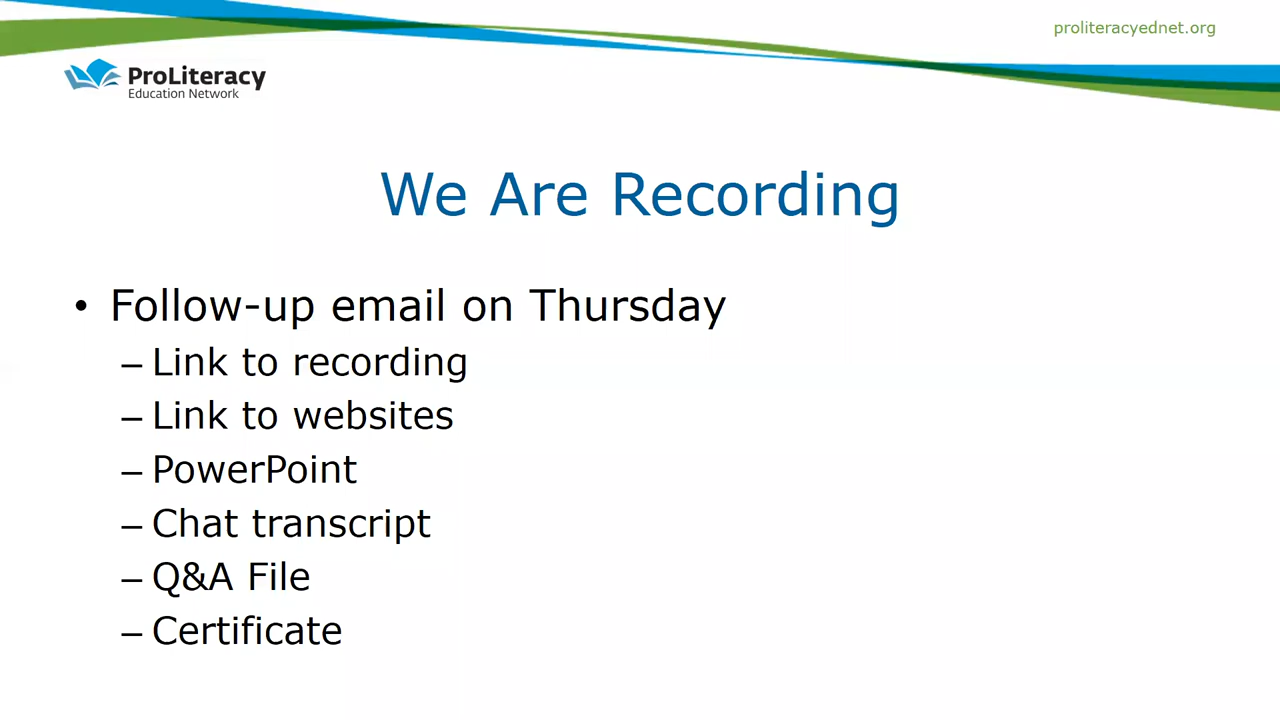 proliteracyednet.org
ProLiteracy
Education Network
We Are Recording
• Follow-up email on Thursday
– Link to recording
– Link to websites
– PowerPoint
– Chat transcript
– Q&A File
– Certificate